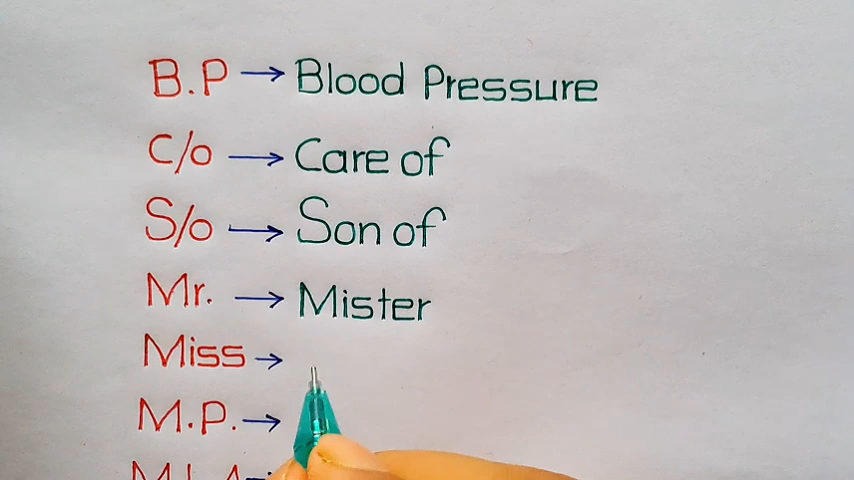 B.P → Blood Pressure
C/o → Care of
S/o → Son of
Mr. → Mister
Miss →
M.P. →